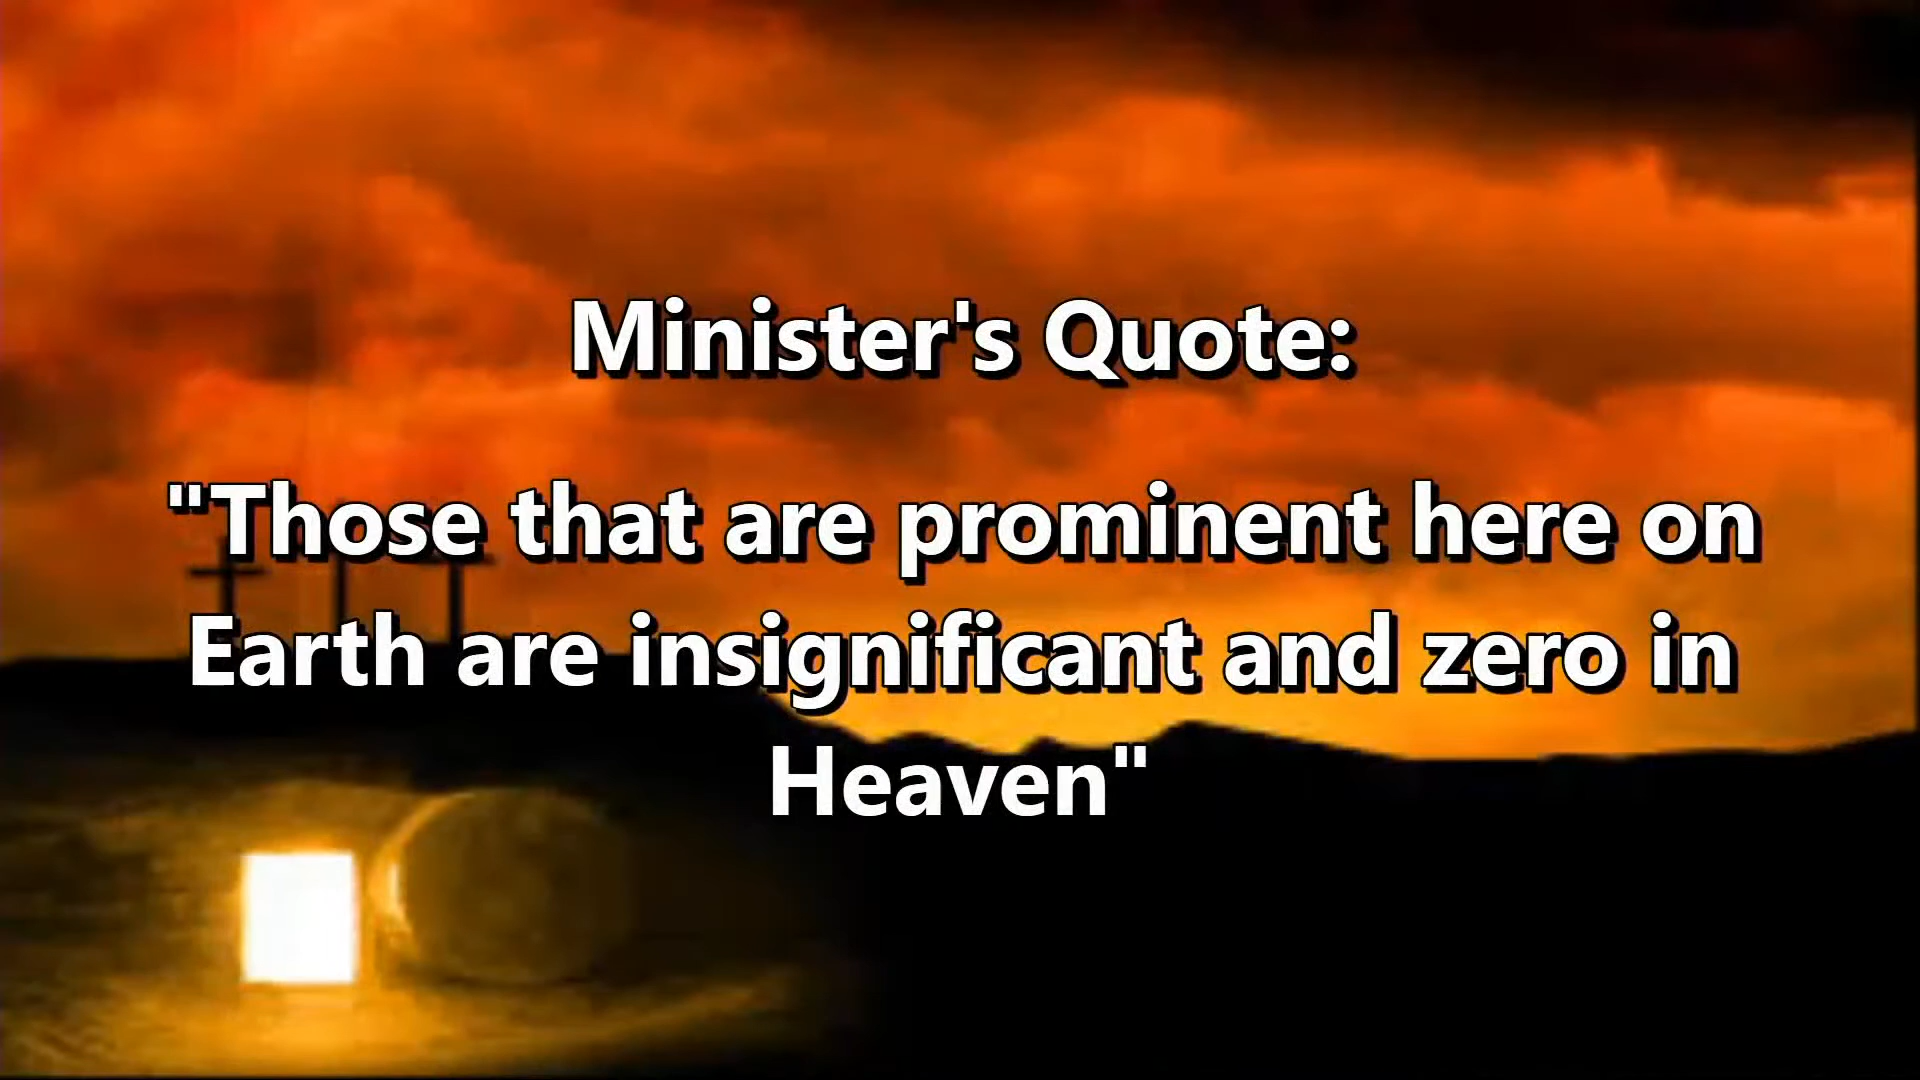 Minister's Quote:
"Those that are prominent here on
Earth are insignificant and zero in
Heaven"